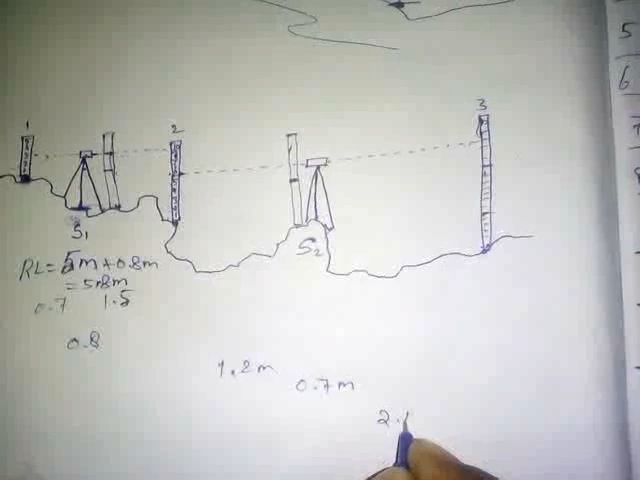 1
2
3
S1
S2
RL = 5m + 0.8m
= 5.8m
0.7 1.5
0.8
1.2m
0.7m
2.
5
6
7